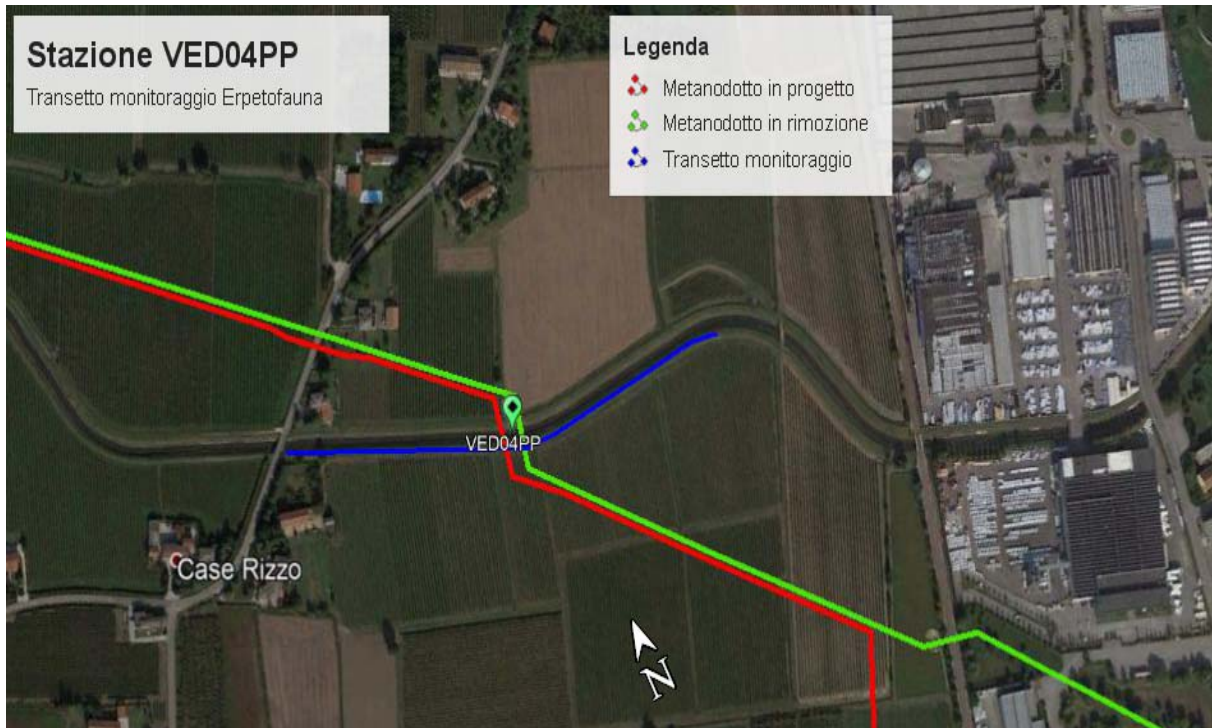 Stazione VED04PP
Transetto monitoraggio Erpetofauna
Legenda
Metanodotto in progetto
Metanodotto in rimozione
Transetto monitoraggio
VED04PP
Case Rizzo
N